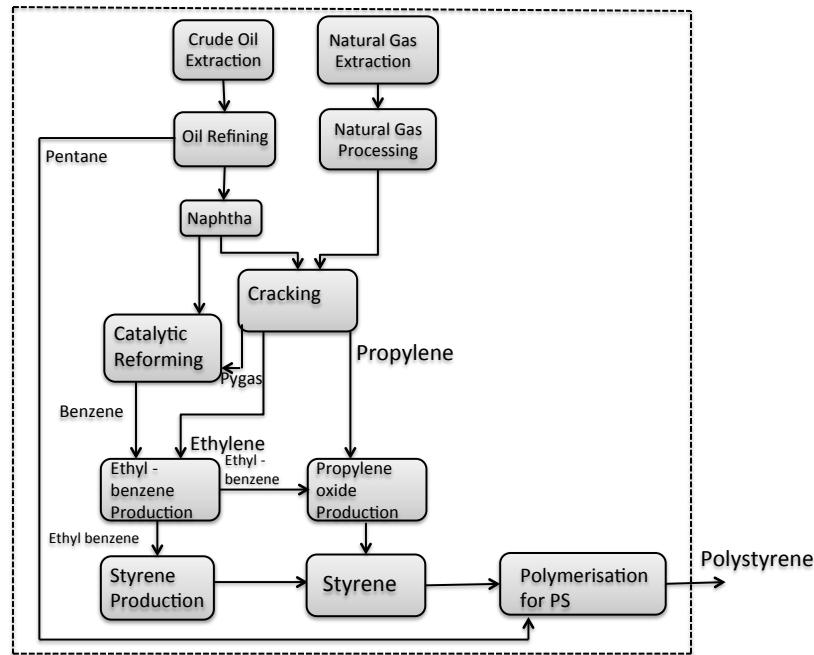 Crude Oil
Extraction
Natural Gas
Extraction
Oil Refining
Natural Gas
Processing
Pentane
Naphtha
Cracking
Catalytic
Reforming
Propylene
Pygas
Benzene
Ethylene
Ethyl -
benzene
Ethyl -
benzene
Production
Propylene
oxide
Production
Ethyl benzene
Styrene
Production
Styrene
Polymerisation
for PS
Polystyrene